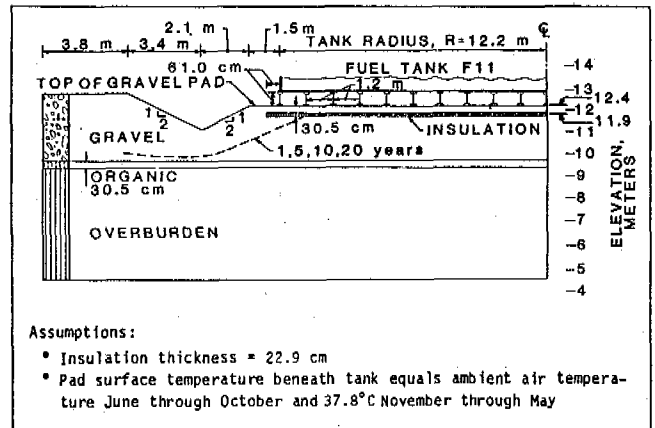 2.1 m
1.5m
3.8 m
3.4 m
TANK RADIUS, R=12.2 m
℄
61.0 cm
FUEL TANK F11
14
TOP OF GRAVEL PAD
1.2 m
13
12.4
12
1
2
2
1
30.5 cm
INSULATION
11.9
11
GRAVEL
1,5,10,20 years
10
ORGANIC
30.5 cm
9
8
OVERBURDEN
7
6
5
4
ELEVATION,
METERS
Assumptions:
• Insulation thickness = 22.9 cm
• Pad surface temperature beneath tank equals ambient air tempera-
ture June through October and 37.8°C November through May